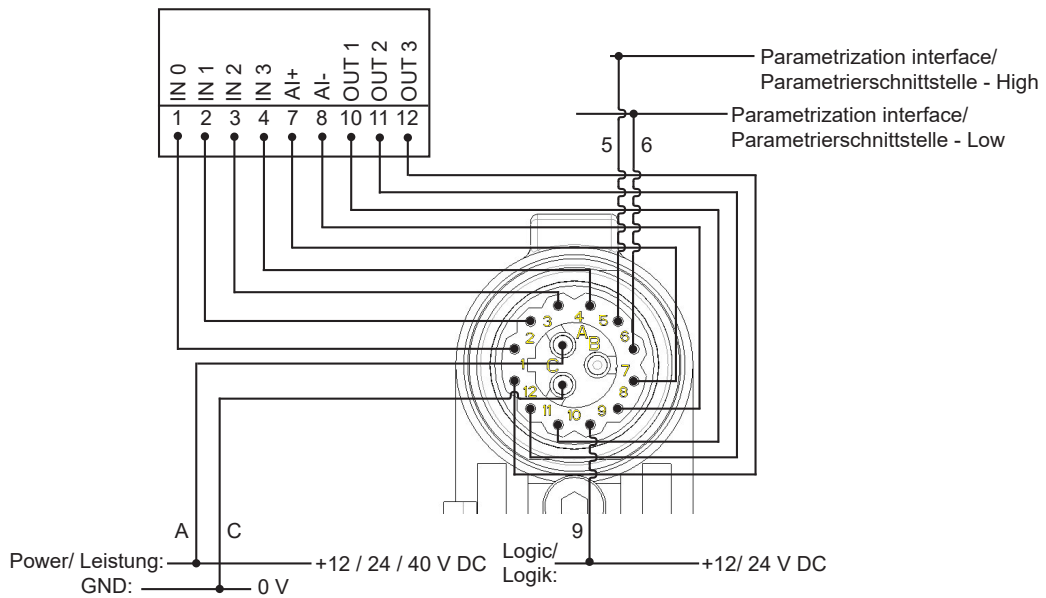 IN 0 IN 1 IN 2 IN 3 AI+ AI- OUT 1 OUT 2 OUT 3
1 2 3 4 7 8 10 11 12
Parametrization interface/
Parametrierschnittstelle - High
Parametrization interface/
Parametrierschnittstelle - Low
5 6
3 4 5
2 A 6
B
1 C 7
12 8
11 10 9
A C 9
Power/ Leistung: +12 / 24 / 40 V DC
GND: 0 V
Logic/
Logik: +12/ 24 V DC